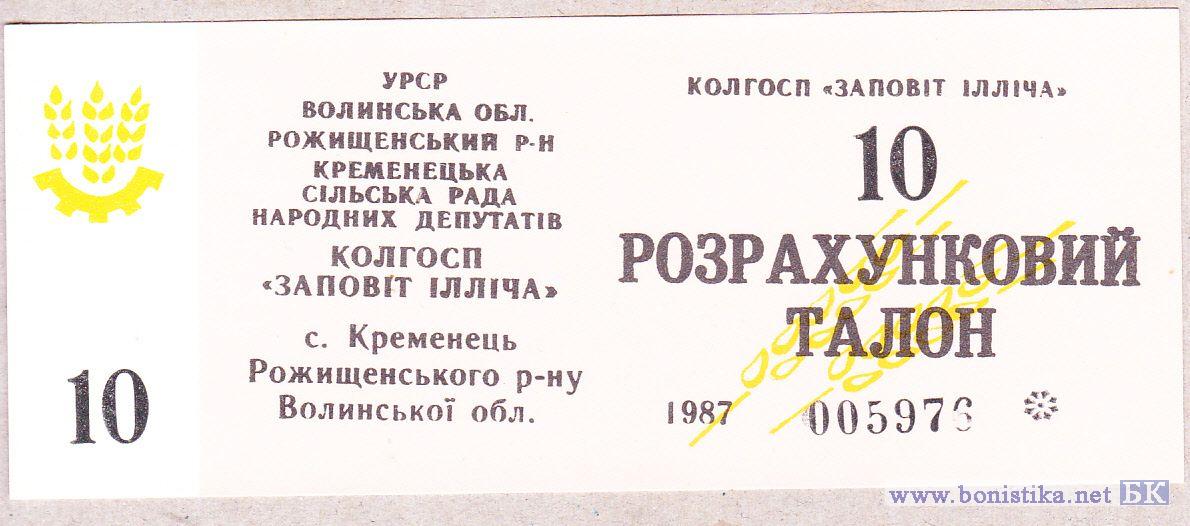 УРСР
ВОЛИНСЬКА ОБЛ.
РОЖИЩЕНСЬКИЙ Р-Н
КРЕМЕНЕЦЬКА
СІЛЬСЬКА РАДА
НАРОДНИХ ДЕПУТАТІВ
КОЛГОСП
«ЗАПОВІТ ІЛЛІЧА»
с. Кременець
Рожищенського р-ну
Волинської обл.
10
КОЛГОСП «ЗАПОВІТ ІЛЛІЧА»
10
РОЗРАХУНКОВИЙ
ТАЛОН
1987 005976
www.bonistika.net БК